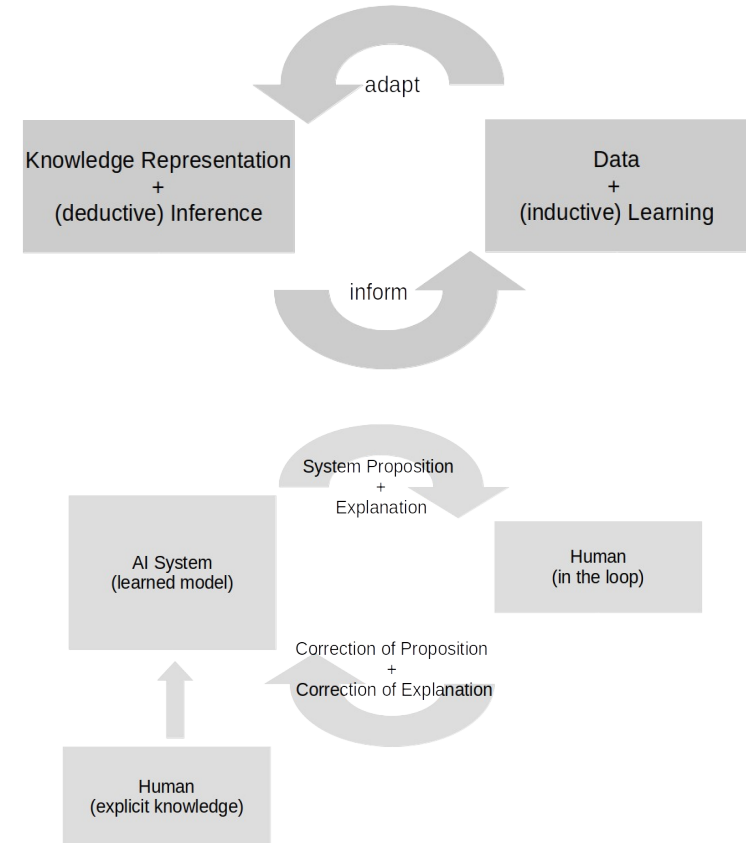 adapt
Knowledge Representation
+
(deductive) Inference
Data
+
(inductive) Learning
inform
System Proposition
+
Explanation
AI System
(learned model)
Human
(in the loop)
Correction of Proposition
+
Correction of Explanation
Human
(explicit knowledge)